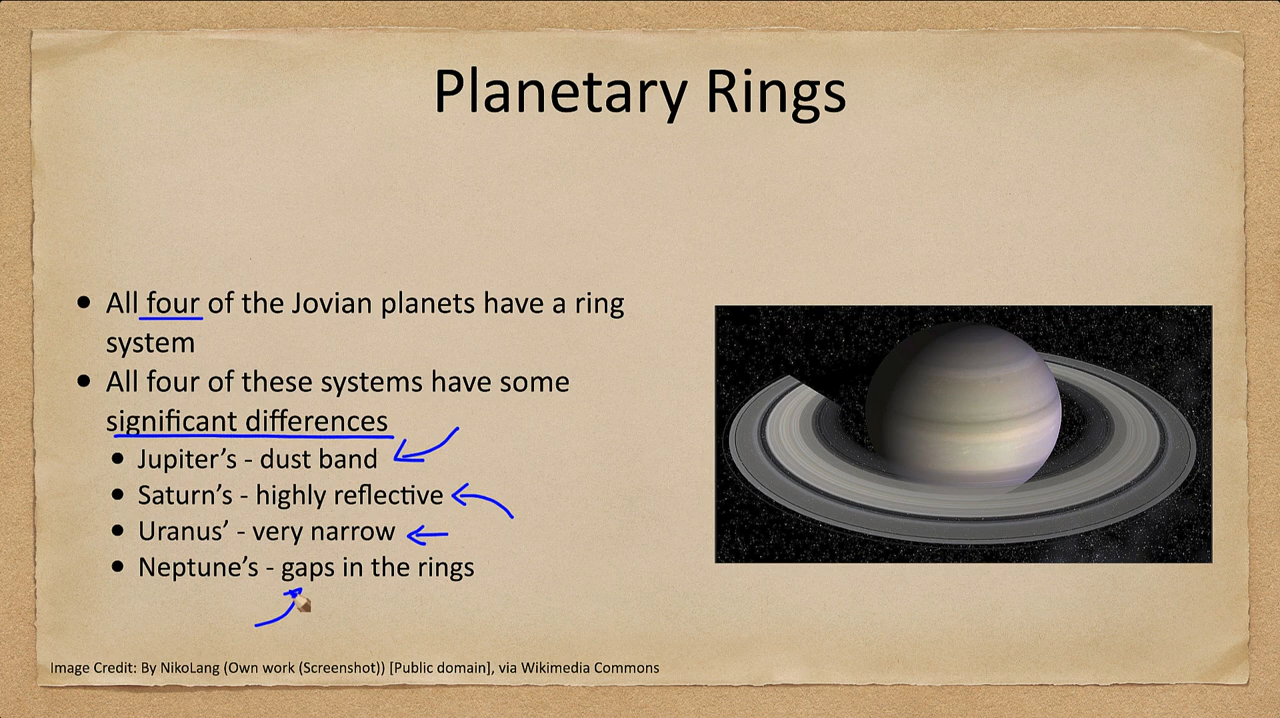 Planetary Rings
• All four of the Jovian planets have a ring
system
• All four of these systems have some
significant differences
• Jupiter’s - dust band
• Saturn’s - highly reflective
• Uranus’ - very narrow
• Neptune’s - gaps in the rings
Image Credit: By NikoLang (Own work (Screenshot)) [Public domain], via Wikimedia Commons